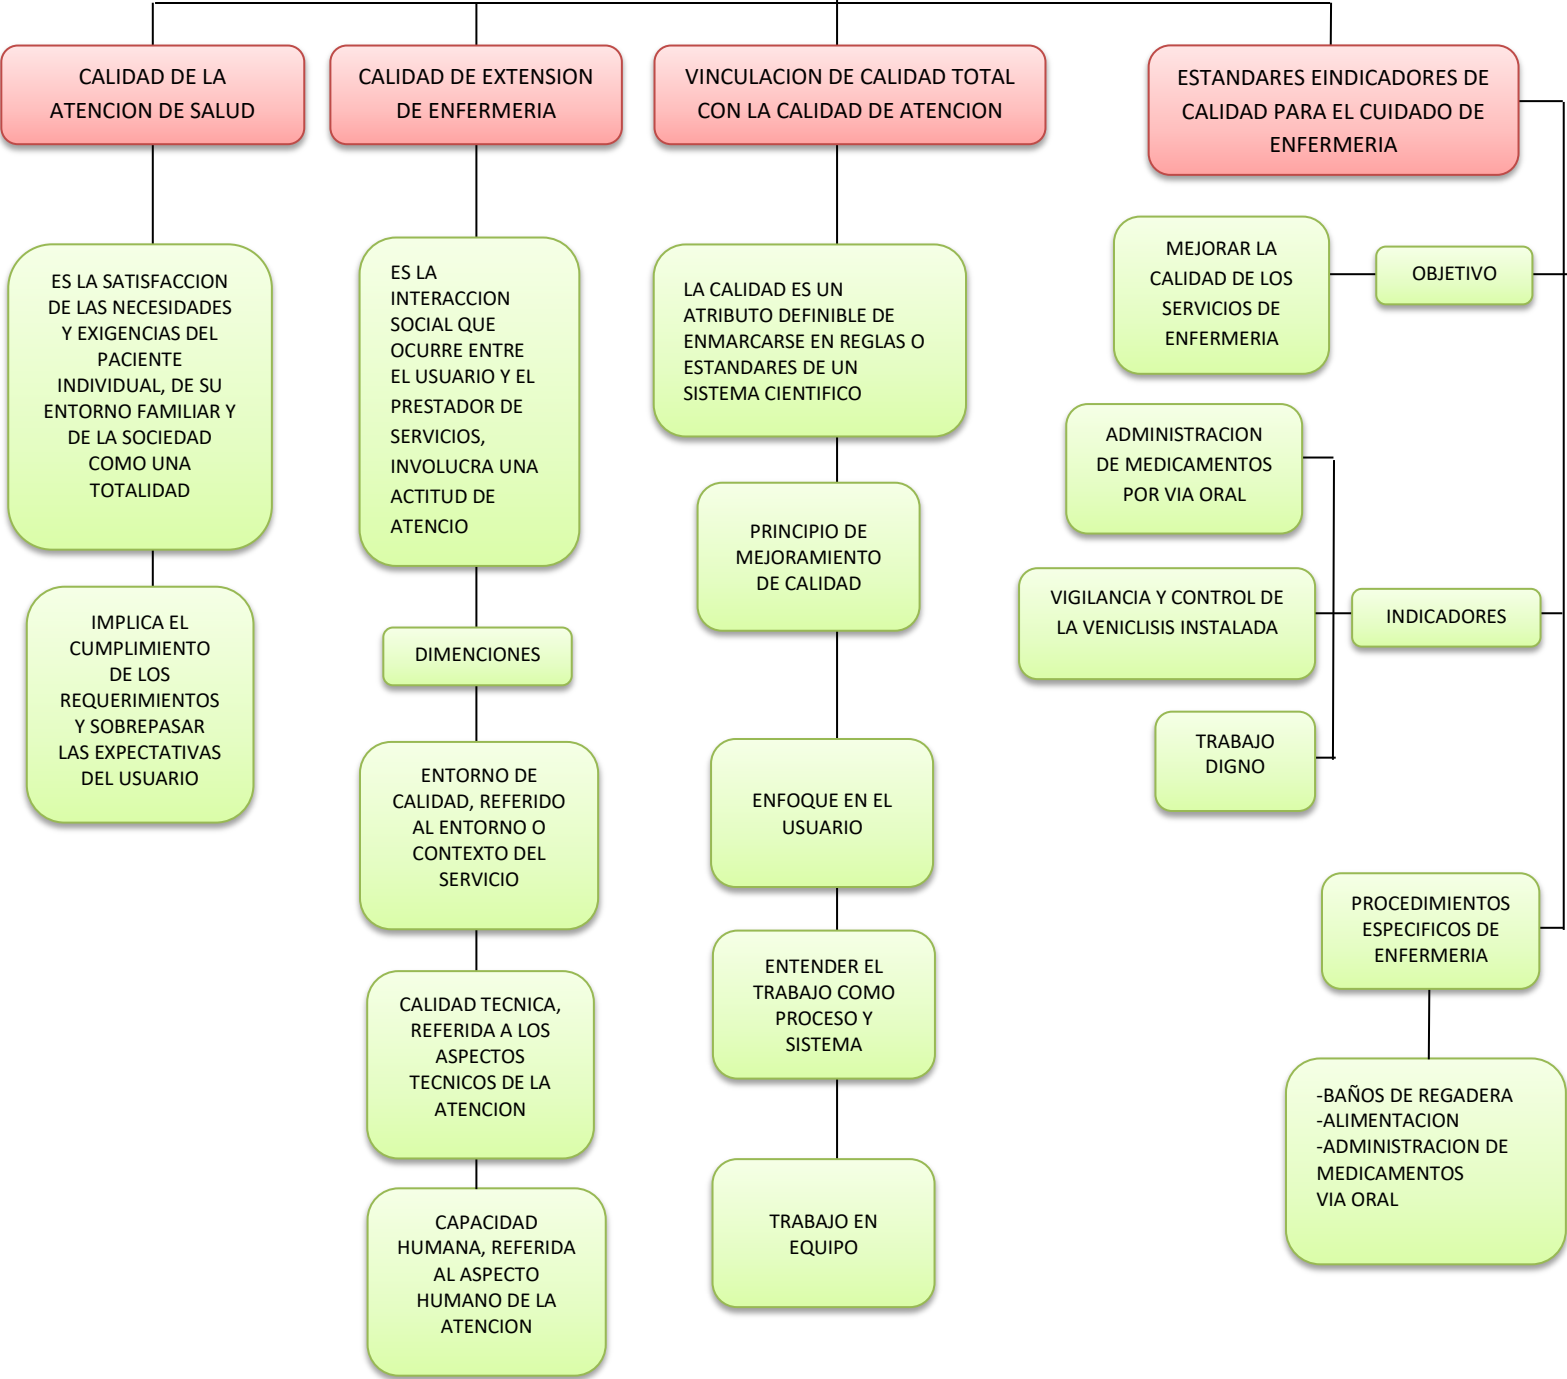 CALIDAD DE LA
ATENCION DE SALUD
CALIDAD DE EXTENSION
DE ENFERMERIA
VINCULACION DE CALIDAD TOTAL
CON LA CALIDAD DE ATENCION
ESTANDARES EINDICADORES DE
CALIDAD PARA EL CUIDADO DE
ENFERMERIA
ES LA SATISFACCION
DE LAS NECESIDADES
Y EXIGENCIAS DEL
PACIENTE
INDIVIDUAL, DE SU
ENTORNO FAMILIAR Y
DE LA SOCIEDAD
COMO UNA
TOTALIDAD
IMPLICA EL
CUMPLIMIENTO
DE LOS
REQUERIMIENTOS
Y SOBREPASAR
LAS EXPECTATIVAS
DEL USUARIO
ES LA
INTERACCION
SOCIAL QUE
OCURRE ENTRE
EL USUARIO Y EL
PRESTADOR DE
SERVICIOS,
INVOLUCRA UNA
ACTITUD DE
ATENCIO
DIMENCIONES
ENTORNO DE
CALIDAD, REFERIDO
AL ENTORNO O
CONTEXTO DEL
SERVICIO
CALIDAD TECNICA,
REFERIDA A LOS
ASPECTOS
TECNICOS DE LA
ATENCION
CAPACIDAD
HUMANA, REFERIDA
AL ASPECTO
HUMANO DE LA
ATENCION
LA CALIDAD ES UN
ATRIBUTO DEFINIBLE DE
ENMARCARSE EN REGLAS O
ESTANDARES DE UN
SISTEMA CIENTIFICO
PRINCIPIO DE
MEJORAMIENTO
DE CALIDAD
ENFOQUE EN EL
USUARIO
ENTENDER EL
TRABAJO COMO
PROCESO Y
SISTEMA
TRABAJO EN
EQUIPO
MEJORAR LA
CALIDAD DE LOS
SERVICIOS DE
ENFERMERIA
OBJETIVO
ADMINISTRACION
DE MEDICAMENTOS
POR VIA ORAL
VIGILANCIA Y CONTROL DE
LA VENICLISIS INSTALADA
INDICADORES
TRABAJO
DIGNO
PROCEDIMIENTOS
ESPECIFICOS DE
ENFERMERIA
-BAÑOS DE REGADERA
-ALIMENTACION
-ADMINISTRACION DE
MEDICAMENTOS
VIA ORAL